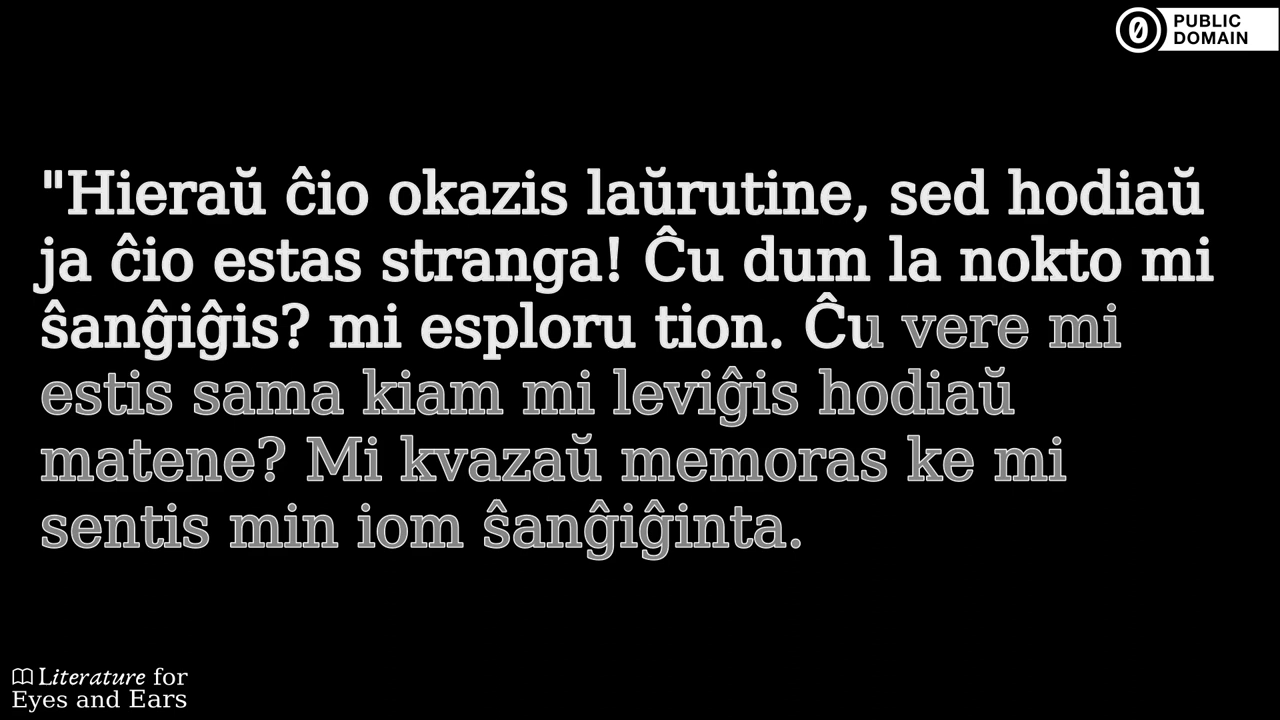 PUBLIC
DOMAIN
"Hieraŭ ĉio okazis laŭrutine, sed hodiaŭ
ja ĉio estas stranga! Ĉu dum la nokto mi
ŝanĝiĝis? mi esploru tion. Ĉu vere mi
estis sama kiam mi leviĝis hodiaŭ
matene? Mi kvazaŭ memoras ke mi
sentis min iom ŝanĝiĝinta.
Literature for
Eyes and Ears